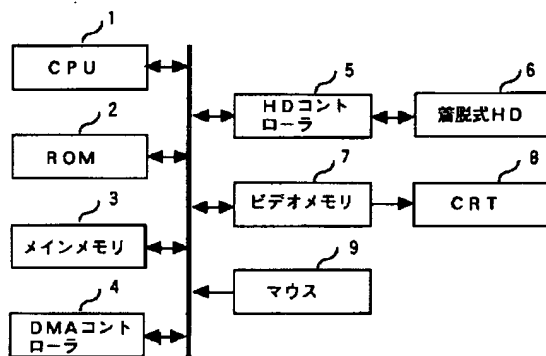 1
CPU
2
ROM
3
メインメモリ
4
DMAコント
ローラ
5
HDコント
ローラ
6
着脱式HD
7
ビデオメモリ
8
CRT
9
マウス